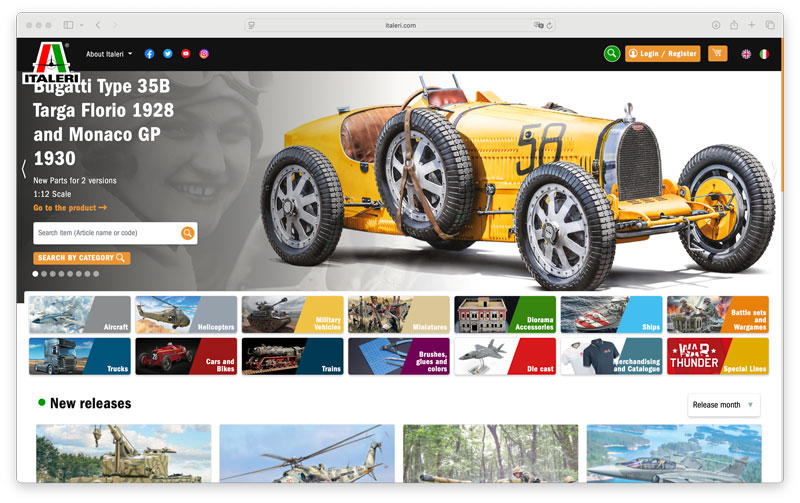 italeri.com
ITALERI
About Italeri
Login / Register
Bugatti Type 35B
Targa Florio 1928
and Monaco GP
1930
New Parts for 2 versions
1:12 Scale
Go to the product →
Search item (Article name or code)
SEARCH BY CATEGORY
58
Aircraft
Helicopters
Military
Vehicles
Miniatures
Diorama
Accessories
Ships
Battle sets
and
Wargames
Trucks
Cars and
Bikes
Trains
Brushes,
glues and
colors
Die cast
Merchandising
and Catalogue
WAR
THUNDER
Special Lines
New releases
Release month